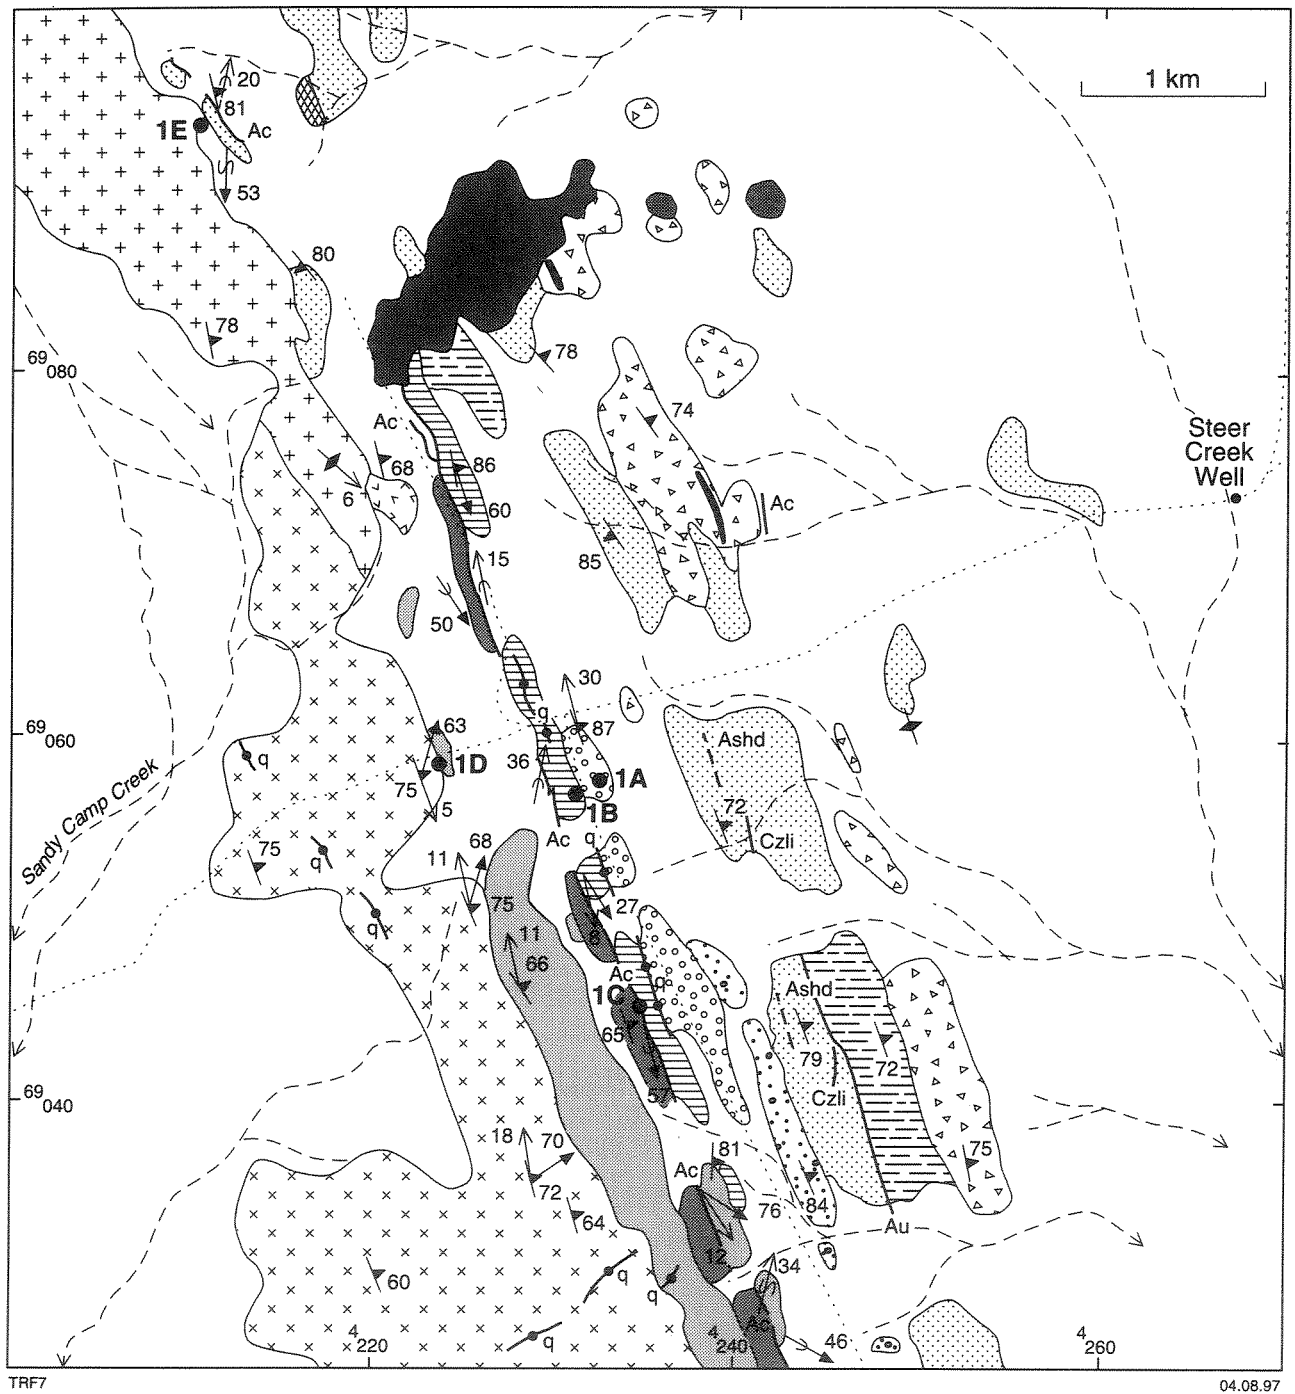 1 km
20
81
Ac
1E
53
80
78
78
69 080
74
Ac
68
86
Steer
Creek
Well
6
60
Ac
15
85
50
30
q
87
69 060
63
Ashd
q
1D
36
1A
75
1B
Sandy Camp Creek
5
72
Ac
q
Czli
68
11
75
q
75
27
q
8
11
66
Ac
q
Ashd
1C
65
79
72
57
Czli
69 040
18
70
81
75
Ac
72
76
84
64
Au
12
34
60
q
q
Ac
46
q
4 220
4 240
4 260
TRF7
04.08.97